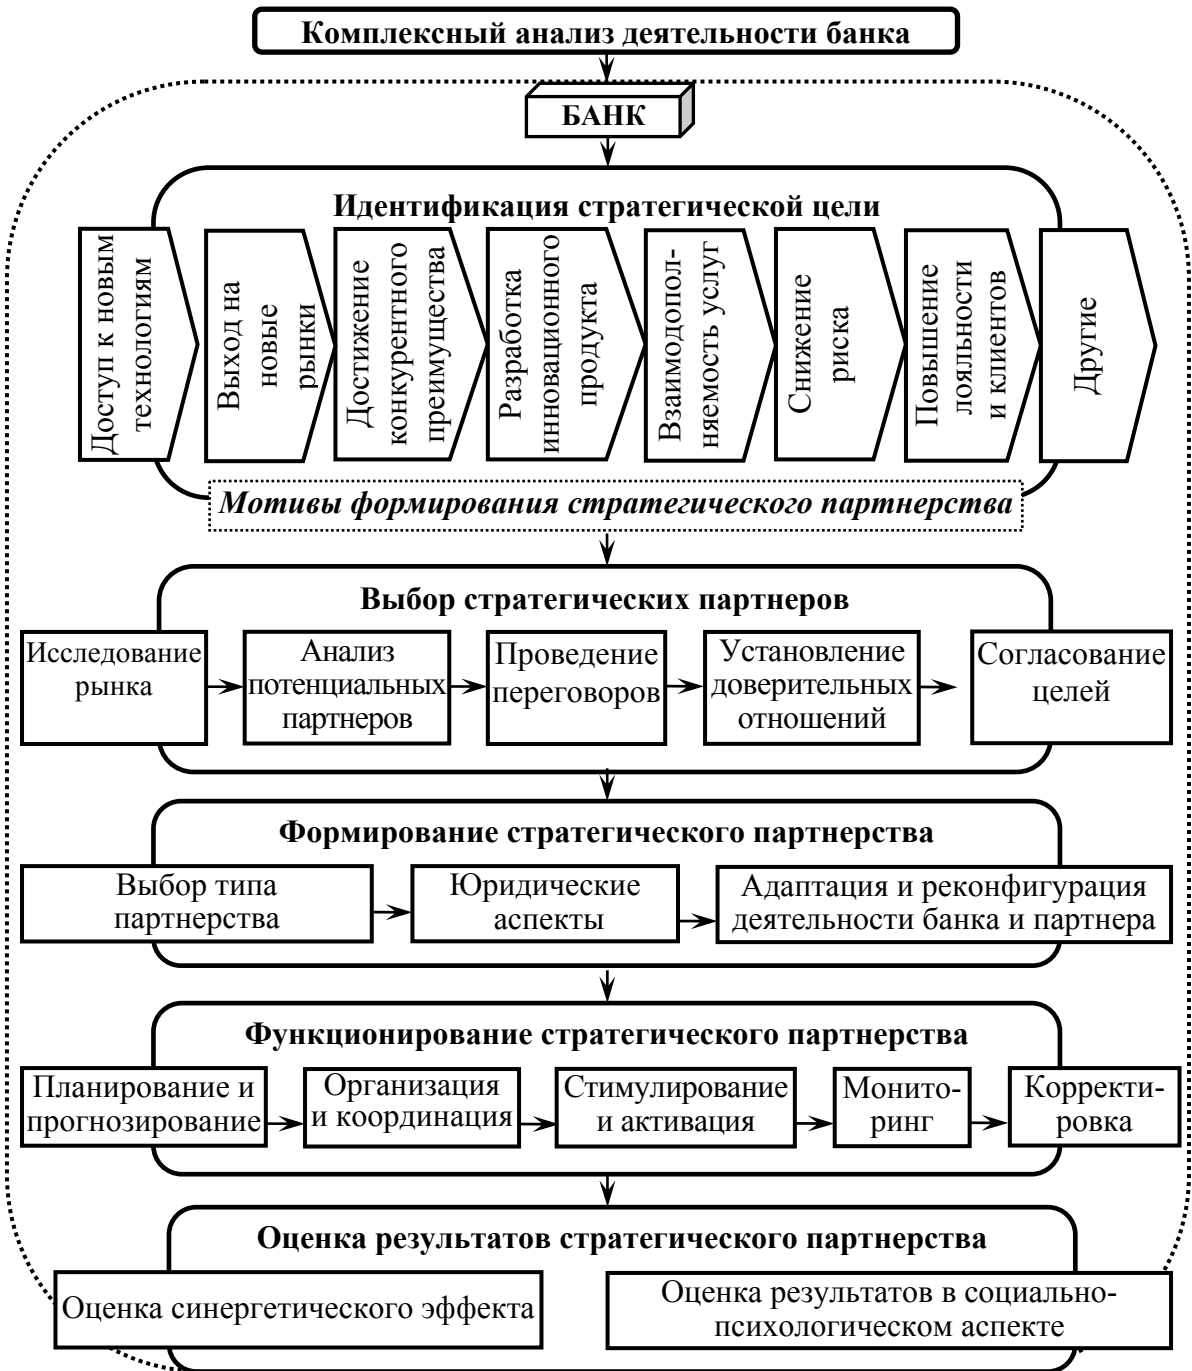 Комплексный анализ деятельности банка
БАНК
Идентификация стратегической цели
Доступ к новым
технологиям
Выход на
новые
рынки
Достижение
конкурентного
преимущества
Разработка
инновационного
продукта
Взаимодопол-
няемость услуг
Снижение
риска
Повышение
лояльности
и клиентов
Другие
Мотивы формирования стратегического партнерства
Выбор стратегических партнеров
Исследование
рынка
Анализ
потенциальных
партнеров
Проведение
переговоров
Установление
доверительных
отношений
Согласование
целей
Формирование стратегического партнерства
Выбор типа
партнерства
Юридические
аспекты
Адаптация и реконфигурация
деятельности банка и партнера
Функционирование стратегического партнерства
Планирование и
прогнозирование
Организация
и координация
Стимулирование
и активация
Монито-
ринг
Корректи-
ровка
Оценка результатов стратегического партнерства
Оценка синергетического эффекта
Оценка результатов в социально-
психологическом аспекте